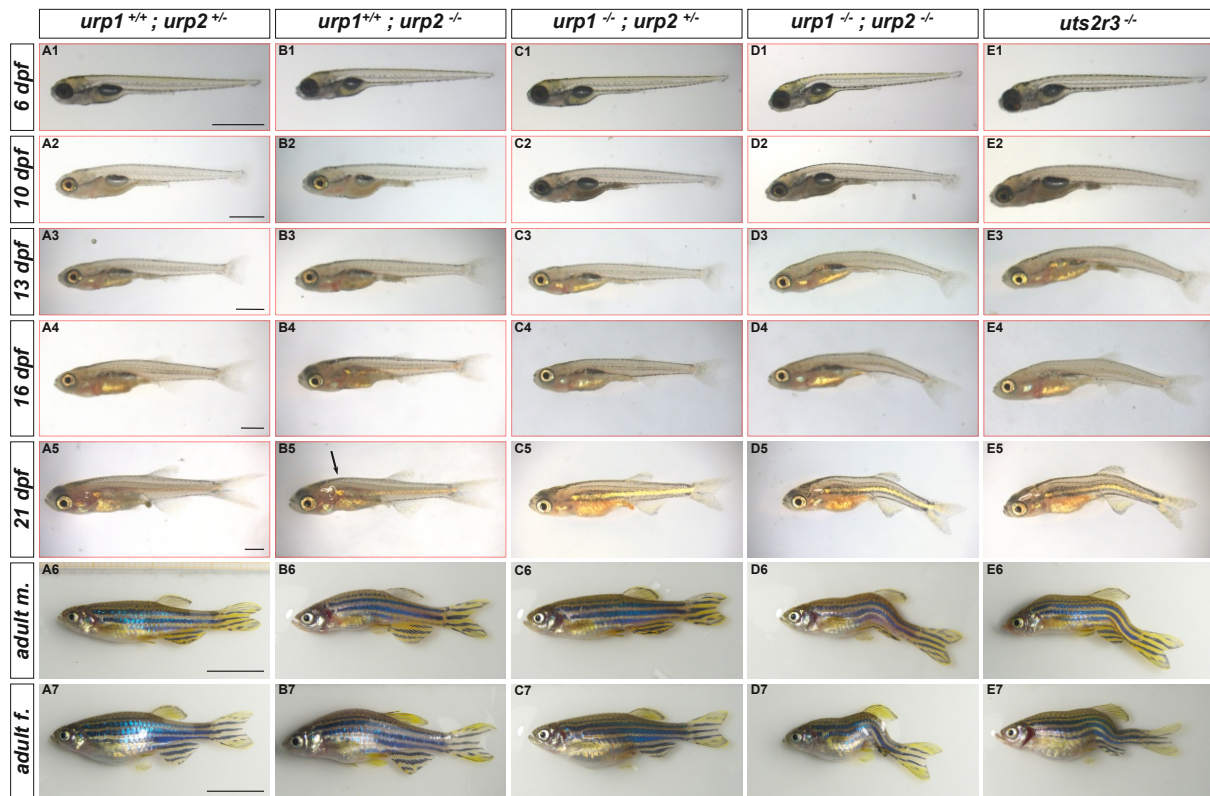 urp1 +/+ ; urp2 +/-
urp1+/+ ; urp2 -/-
urp1 -/- ; urp2 +/-
urp1 -/- ; urp2 -/-
uts2r3 -/-
6 dpf
A1
B1
C1
D1
E1
10 dpf
A2
B2
C2
D2
E2
13 dpf
A3
B3
C3
D3
E3
16 dpf
A4
B4
C4
D4
E4
21 dpf
A5
B5
C5
D5
E5
adult m.
A6
B6
C6
D6
E6
adult f.
A7
B7
C7
D7
E7